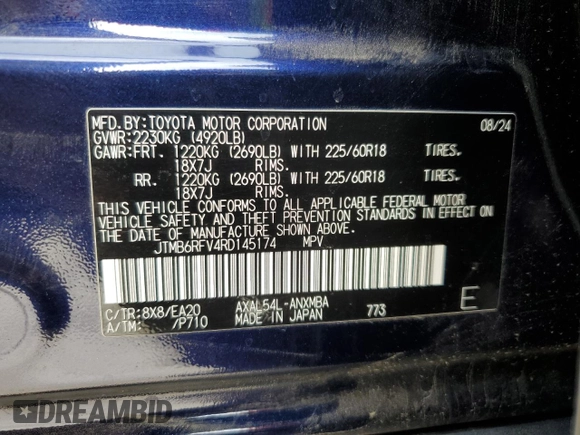 MFD.BY:TOYOTA MOTOR CORPORATION 08/24
GVWR:2230KG (4920LB)
GAWR:FRT. 1220KG (2690LB) WITH 225/60R18 TIRES.
18X7J RIMS.
RR. 1220KG (2690LB) WITH 225/60R18 TIRES.
18X7J RIMS.
THIS VEHICLE CONFORMS TO ALL APPLICABLE FEDERAL MOTOR
VEHICLE SAFETY AND THEFT PREVENTION STANDARDS IN EFFECT ON
THE DATE OF MANUFACTURE SHOWN ABOVE.
JTMB6RFV4RD145174 MPV
C/TR:8X8/EA20 AXAL54L-ANXMBA
A/TM: /P710 MADE IN JAPAN 773 E
DREAMBID